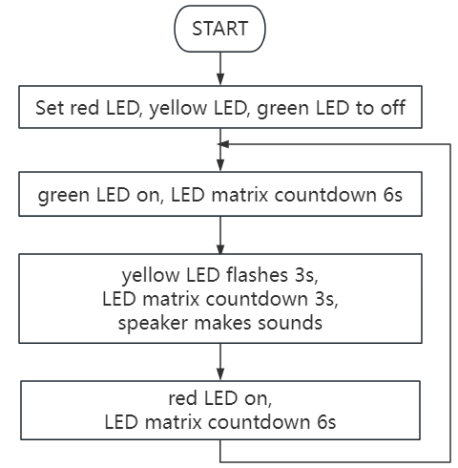 START
Set red LED, yellow LED, green LED to off
green LED on, LED matrix countdown 6s
yellow LED flashes 3s,
LED matrix countdown 3s,
speaker makes sounds
red LED on,
LED matrix countdown 6s